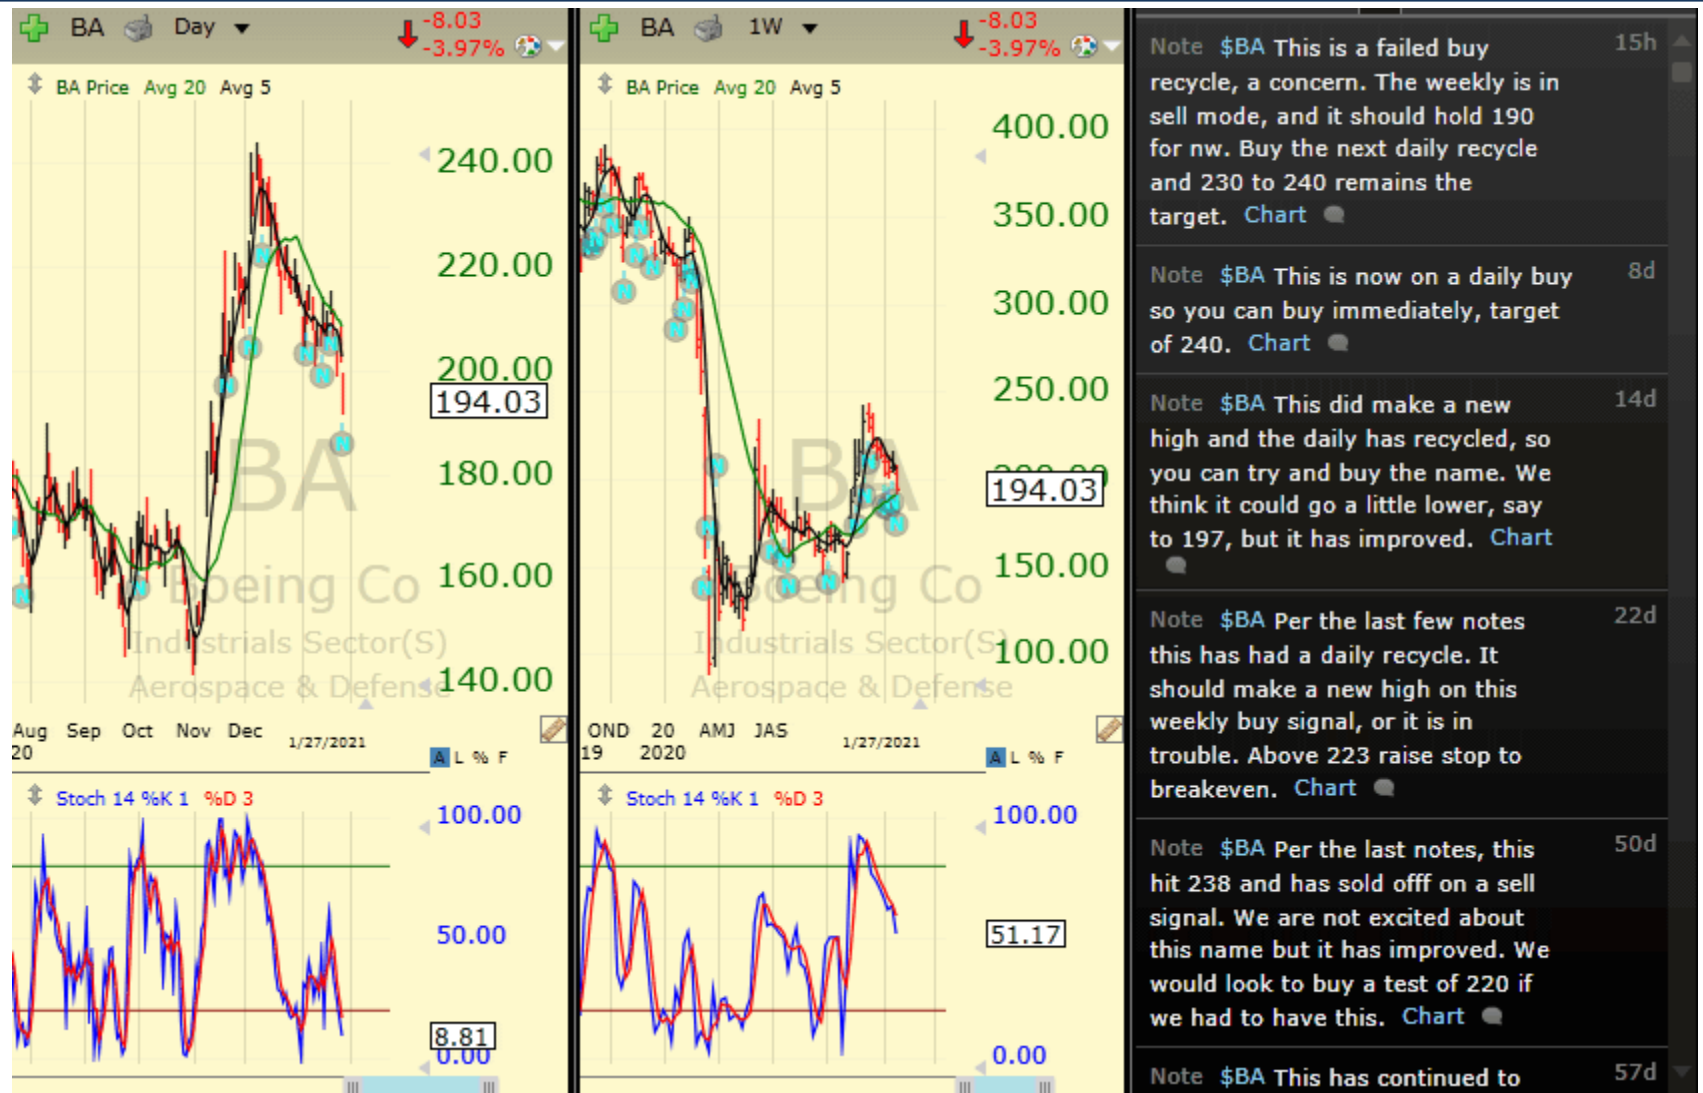 BA Day
-8.03
-3.97%
BA Price Avg 20 Avg 5
240.00
220.00
200.00
194.03
180.00
160.00
140.00
BA
Boeing Co
Industrials Sector(S)
Aerospace & Defense
N
N
N
N
N
N
N
N
N
Aug Sep Oct Nov Dec
20
1/27/2021
A L % F
Stoch 14 %K 1 %D 3
100.00
50.00
8.81
0.00
BA 1W
-8.03
-3.97%
BA Price Avg 20 Avg 5
400.00
350.00
300.00
250.00
200.00
194.03
150.00
100.00
BA
Boeing Co
Industrials Sector(S)
Aerospace & Defense
OND 20 AMJ JAS
19 2020
1/27/2021
A L % F
Stoch 14 %K 1 %D 3
100.00
51.17
0.00
Note $BA This is a failed buy 15h
recycle, a concern. The weekly is in
sell mode, and it should hold 190
for nw. Buy the next daily recycle
and 230 to 240 remains the
target. Chart
Note $BA This is now on a daily buy 8d
so you can buy immediately, target
of 240. Chart
Note $BA This did make a new 14d
high and the daily has recycled, so
you can try and buy the name. We
think it could go a little lower, say
to 197, but it has improved. Chart
Note $BA Per the last few notes 22d
this has had a daily recycle. It
should make a new high on this
weekly buy signal, or it is in
trouble. Above 223 raise stop to
breakeven. Chart
Note $BA Per the last notes, this 50d
hit 238 and has sold offf on a sell
signal. We are not excited about
this name but it has improved. We
would look to buy a test of 220 if
we had to have this. Chart
Note $BA This has continued to 57d